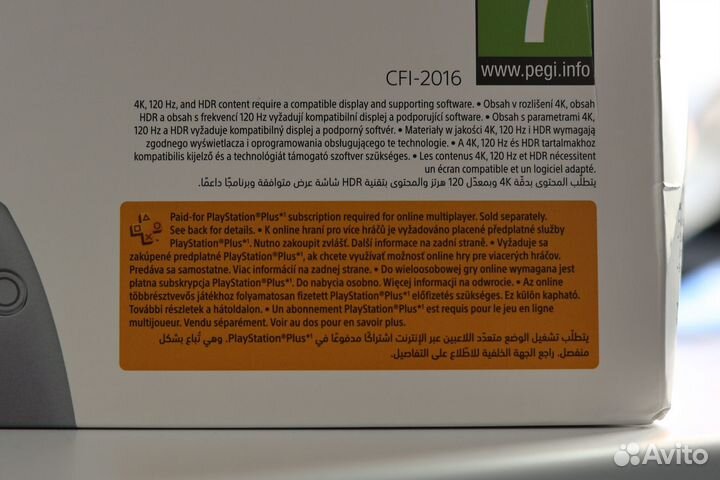 7
www.pegi.info
CFI-2016
4K, 120 Hz, and HDR content require a compatible display and supporting software. • Obsah v rozlišení 4K, obsah
HDR a obsah s frekvencí 120 Hz vyžadují kompatibilní displej a podporující software. • Obsah s parametrami 4K,
120 Hz a HDR vyžaduje kompatibilný displej a podporný softvér. • Materiały w jakości 4K, 120 Hz i HDR wymagają
zgodnego wyświetlacza i oprogramowania obsługującego te technologie. • A 4K, 120 Hz és HDR tartalmakhoz
kompatibilis kijelző és a technológiát támogató szoftver szükséges. • Les contenus 4K, 120 Hz et HDR nécessitent
un écran compatible et un logiciel adapté.
يتطلّب المحتوى بدقّة 4K وبمعدّل 120 هرتز والمحتوى بتقنية HDR شاشة عرض متوافقة وبرنامجًا داعمًا.
Paid-for PlayStation®Plus*¹ subscription required for online multiplayer. Sold separately.
See back for details. • K online hraní pro více hráčů je vyžadováno placené předplatné služby
PlayStation®Plus*¹. Nutno zakoupit zvlášť. Další informace na zadní straně. • Vyžaduje sa
zakúpené predplatné PlayStation®Plus*¹, ak chcete využívať možnosť online hry pre viacerých hráčov.
Predáva sa samostatne. Viac informácií na zadnej strane. • Do wieloosobowej gry online wymagana jest
płatna subskrypcja PlayStation®Plus*¹. Do nabycia osobno. Więcej informacji na odwrocie. • Az online
többrésztvevős játékhoz folyamatosan fizetett PlayStation®Plus*¹ előfizetés szükséges. Ez külön kapható.
További részletek a hátoldalon. • Un abonnement PlayStation®Plus*¹ est requis pour le jeu en ligne
multijoueur. Vendu séparément. Voir au dos pour en savoir plus.
يتطلّب تشغيل الوضع متعدّد اللاعبين عبر الإنترنت اشتراكًا مدفوعًا في PlayStation®Plus*¹. وهي تُباع بشكل
منفصل. راجع الجهة الخلفية للاطّلاع على التفاصيل.
Avito